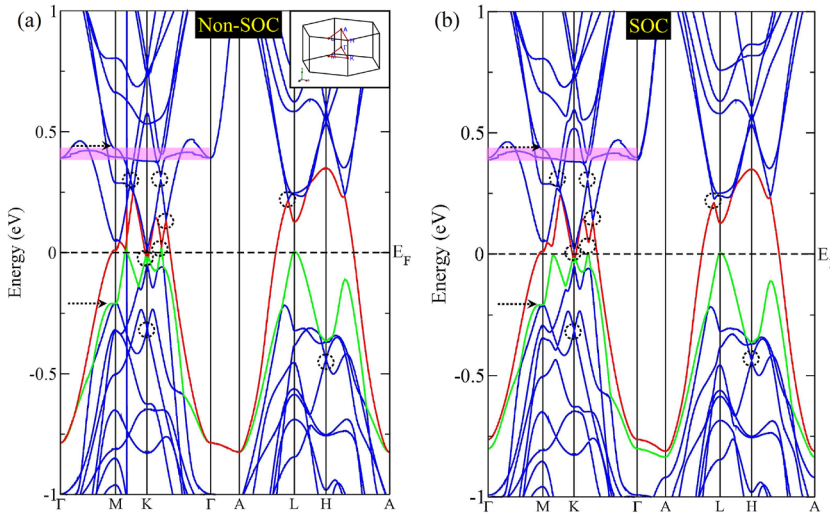 (a)
Non-SOC
1
0.5
0
-0.5
-1
Energy (eV)
E_F
Γ M K Γ A L H A
(b)
SOC
1
0.5
0
-0.5
-1
Energy (eV)
E
Γ M K Γ A L H A